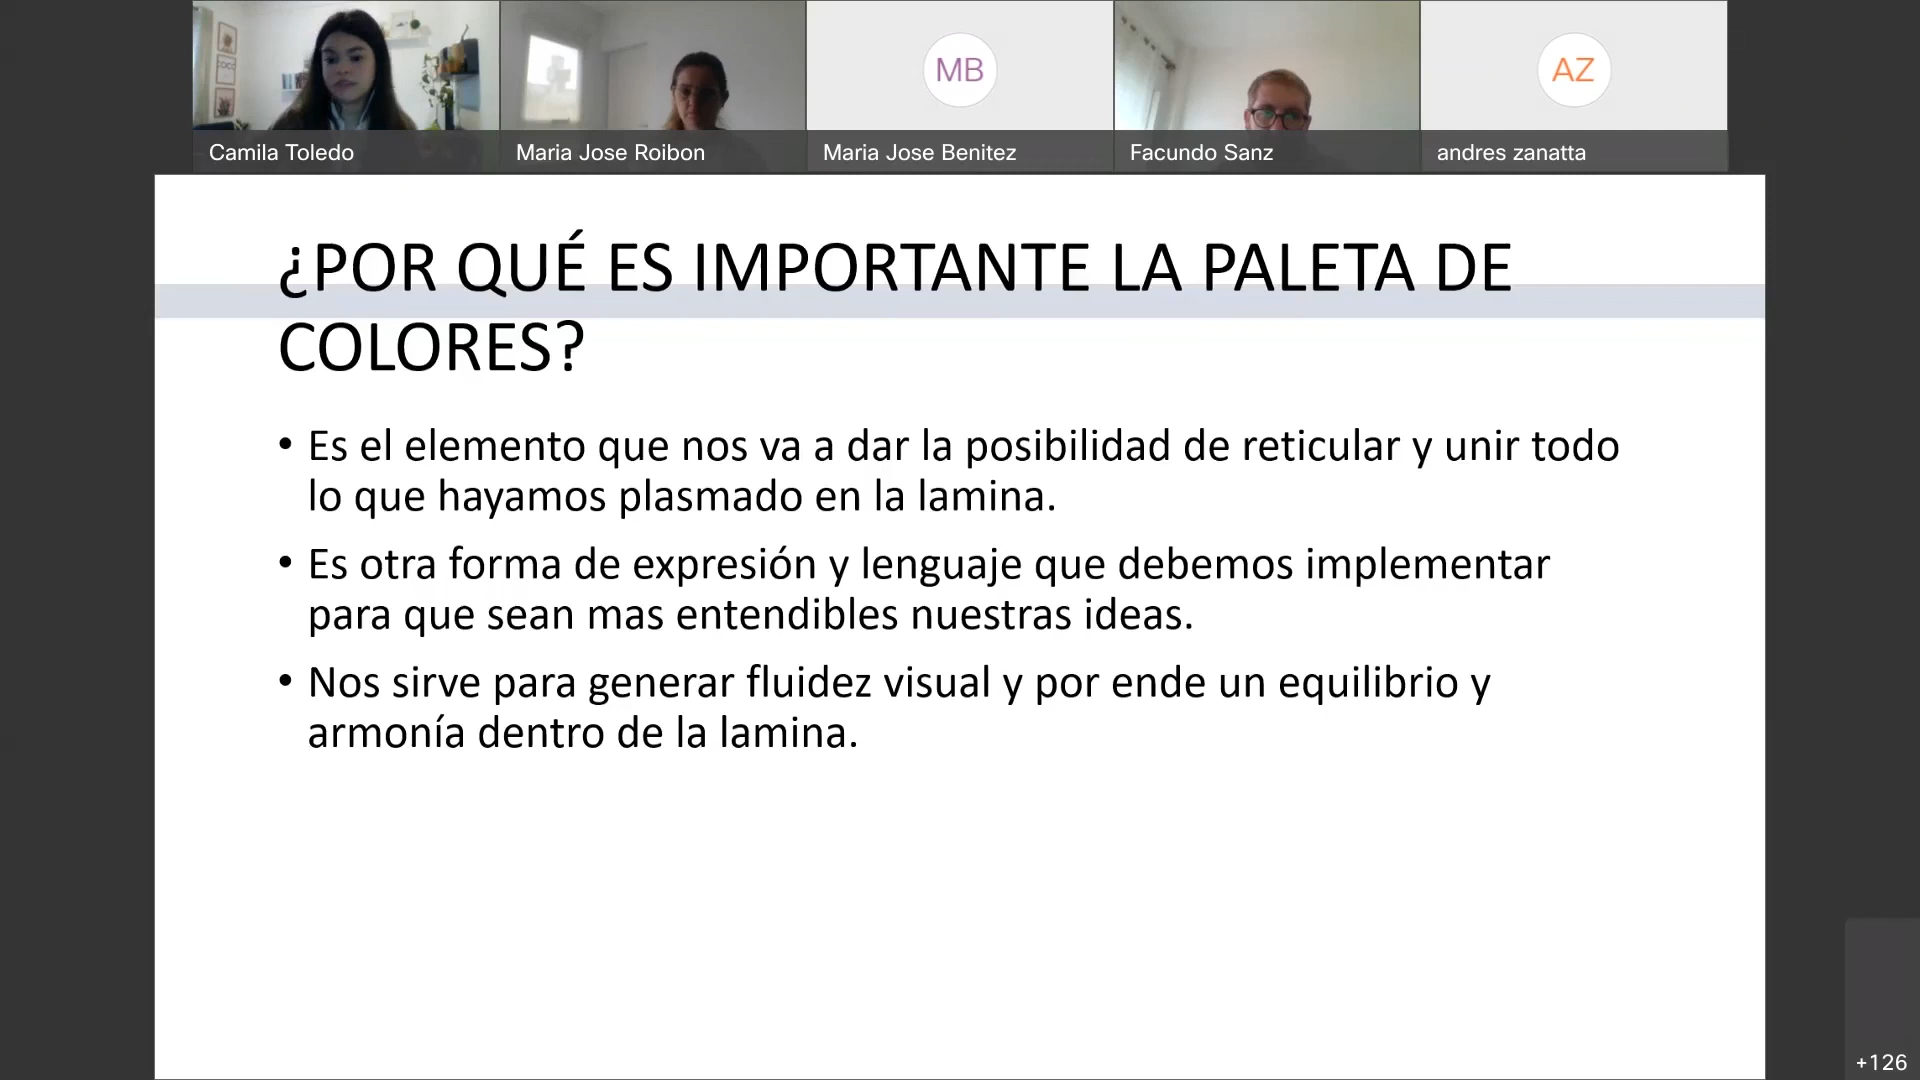 MB
AZ
Camila Toledo
Maria Jose Roibon
Maria Jose Benitez
Facundo Sanz
andres zanatta
¿POR QUÉ ES IMPORTANTE LA PALETA DE
COLORES?
• Es el elemento que nos va a dar la posibilidad de reticular y unir todo
lo que hayamos plasmado en la lamina.
• Es otra forma de expresión y lenguaje que debemos implementar
para que sean mas entendibles nuestras ideas.
• Nos sirve para generar fluidez visual y por ende un equilibrio y
armonía dentro de la lamina.
+126